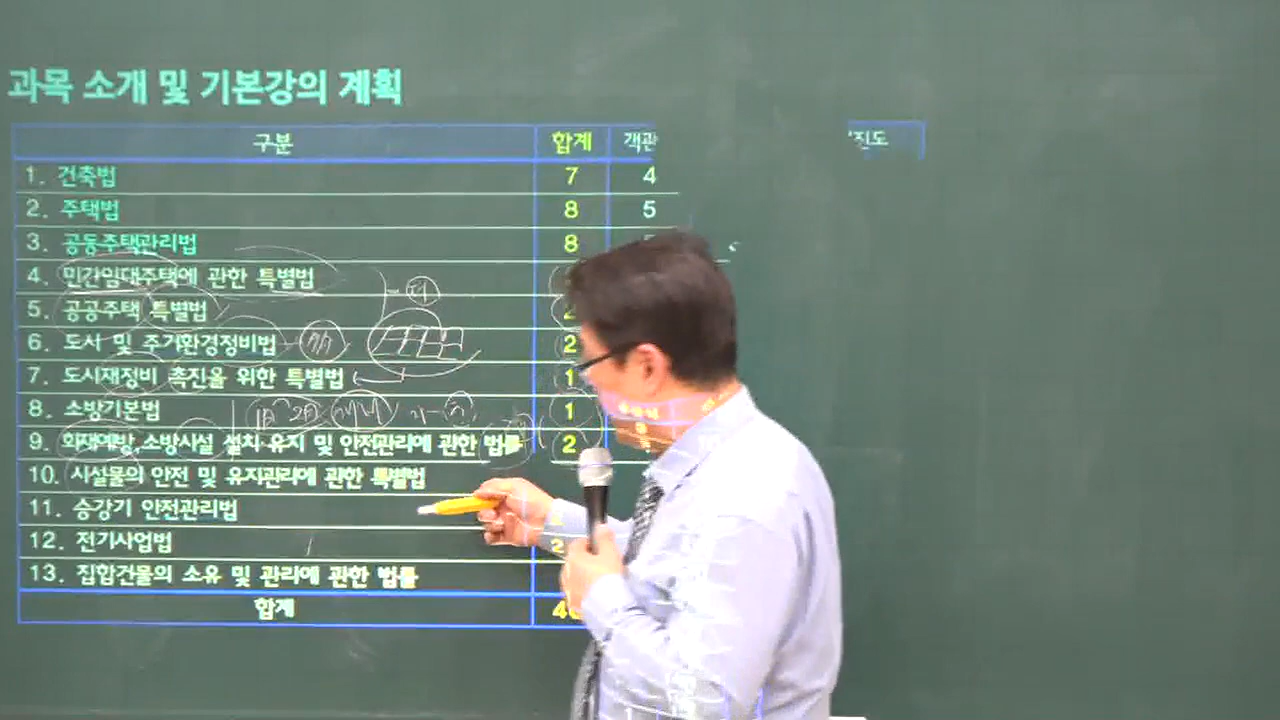 과목 소개 및 기본강의 계획
구분 합계 객관 진도
1. 건축법 7 4
2. 주택법 8 5
3. 공동주택관리법 8
4. 민간임대주택에 관한 특별법
5. 공공주택 특별법 2
6. 도시 및 주거환경정비법 2
7. 도시재정비 촉진을 위한 특별법 1
8. 소방기본법 1
9. 화재예방,소방시설 설치·유지 및 안전관리에 관한 법률 2
10. 시설물의 안전 및 유지관리에 관한 특별법
11. 승강기 안전관리법
12. 전기사업법 2
13. 집합건물의 소유 및 관리에 관한 법률
합계 4